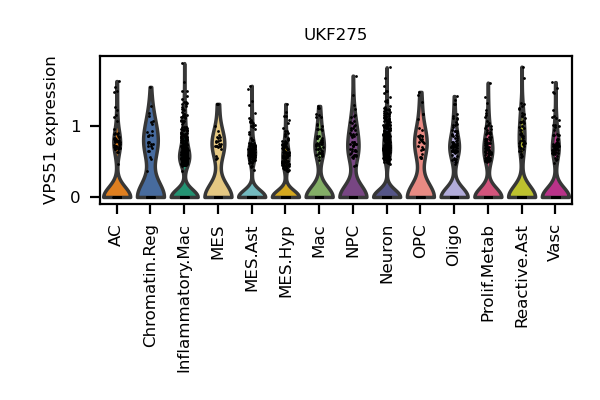 UKF275
VPS51 expression
1
0
AC
Chromatin.Reg
Inflammatory.Mac
MES
MES.Ast
MES.Hyp
Mac
NPC
Neuron
OPC
Oligo
Prolif.Metab
Reactive.Ast
Vasc